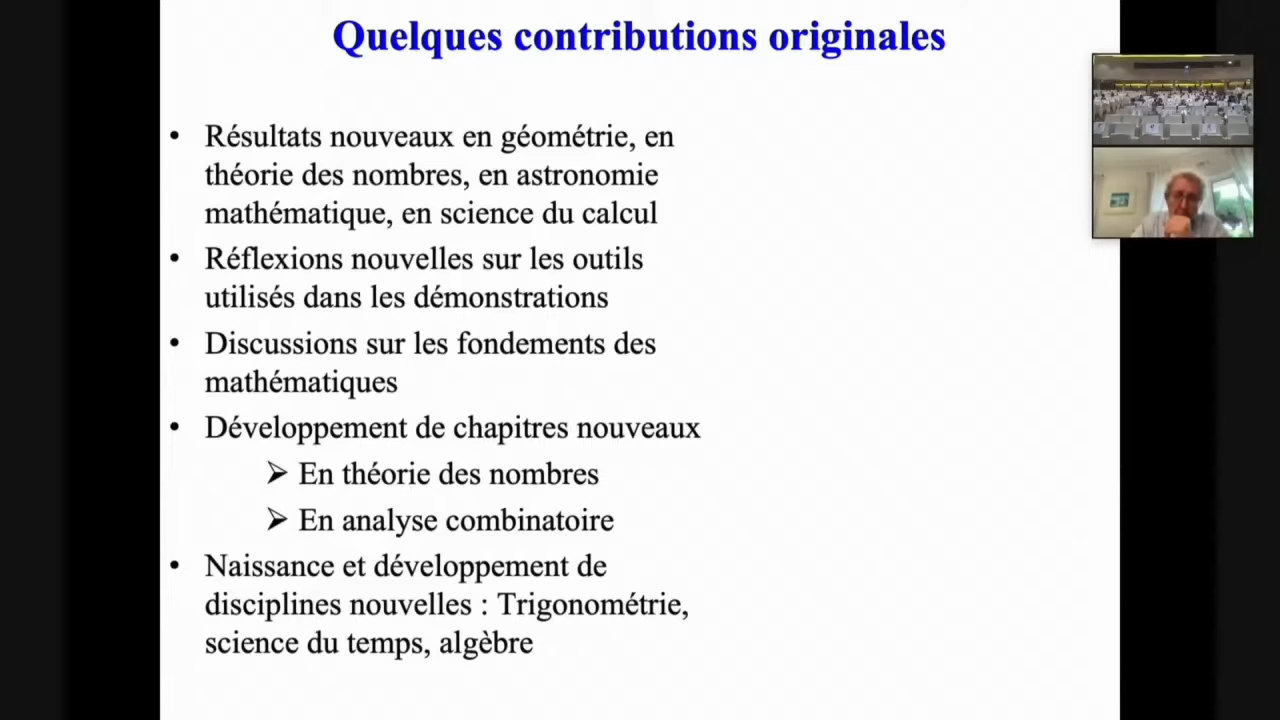 Quelques contributions originales
• Résultats nouveaux en géométrie, en
théorie des nombres, en astronomie
mathématique, en science du calcul
• Réflexions nouvelles sur les outils
utilisés dans les démonstrations
• Discussions sur les fondements des
mathématiques
• Développement de chapitres nouveaux
➢ En théorie des nombres
➢ En analyse combinatoire
• Naissance et développement de
disciplines nouvelles : Trigonométrie,
science du temps, algèbre